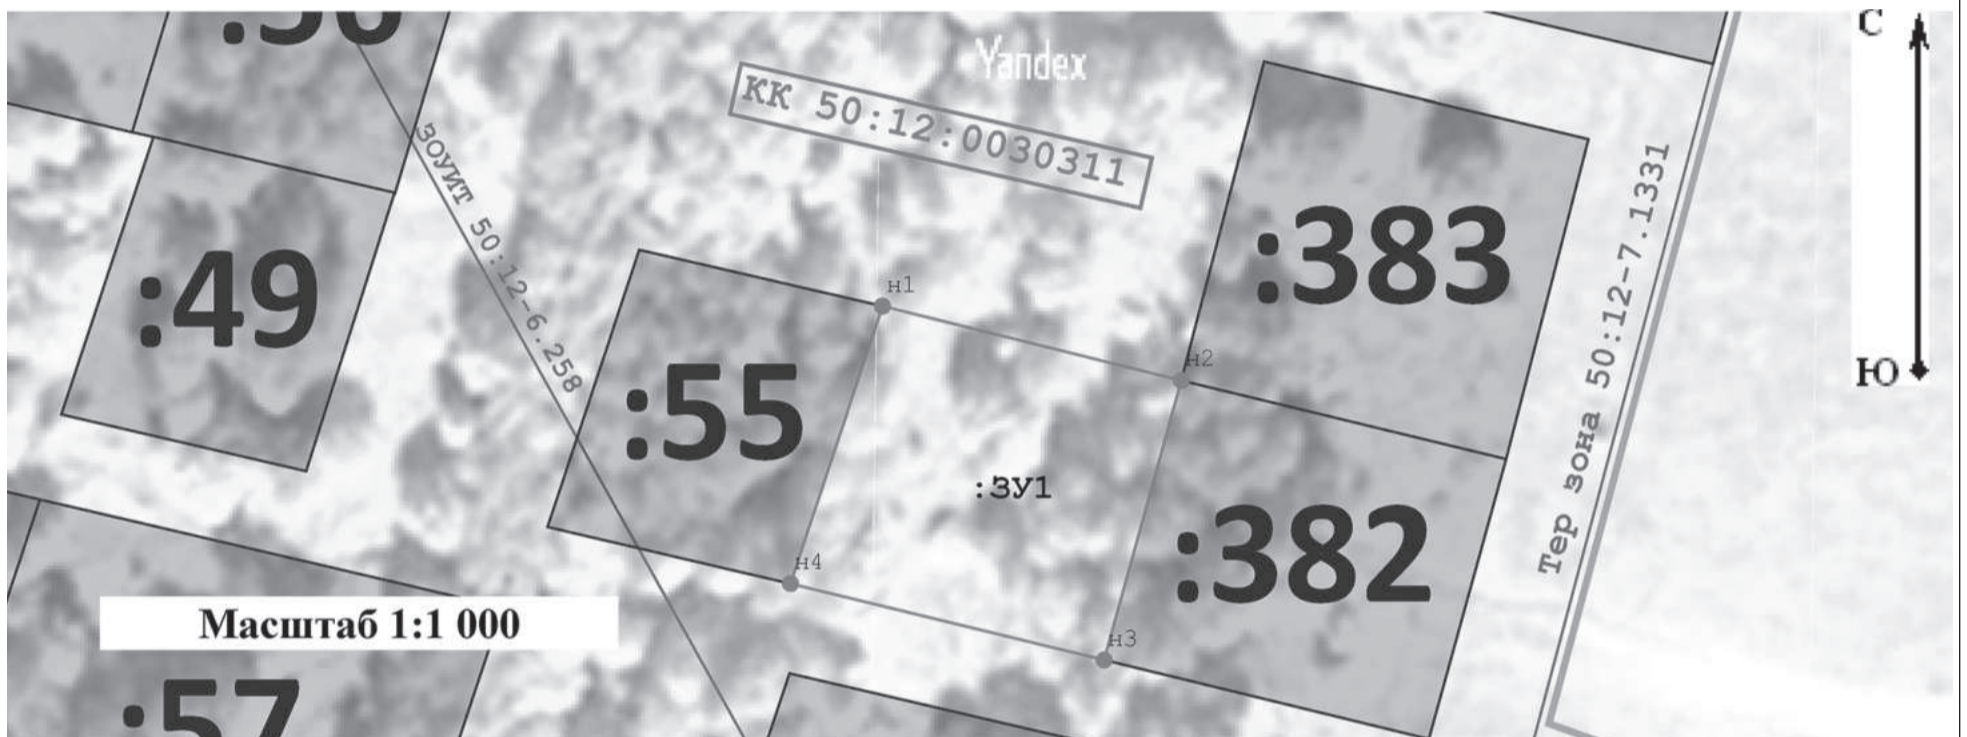 С
Yandex
КК 50:12:0030311
ЗОУИТ 50:12-6.258
:383
Тер зона 50:12-7.1331
:49
н1
н2
Ю
:55
:ЗУ1
:382
н4
н3
Масштаб 1:1 000
:57